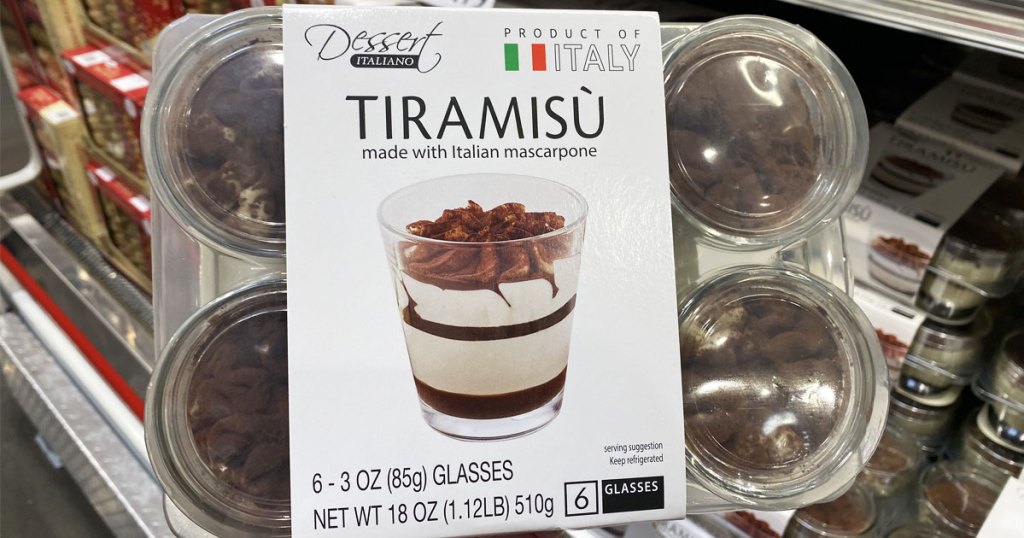 Dessert
ITALIANO
PRODUCT OF
ITALY
TIRAMISÙ
made with Italian mascarpone
serving suggestion
Keep refrigerated
6 - 3 OZ (85g) GLASSES
NET WT 18 OZ (1.12LB) 510g
6 GLASSES
TIRAMISÙ